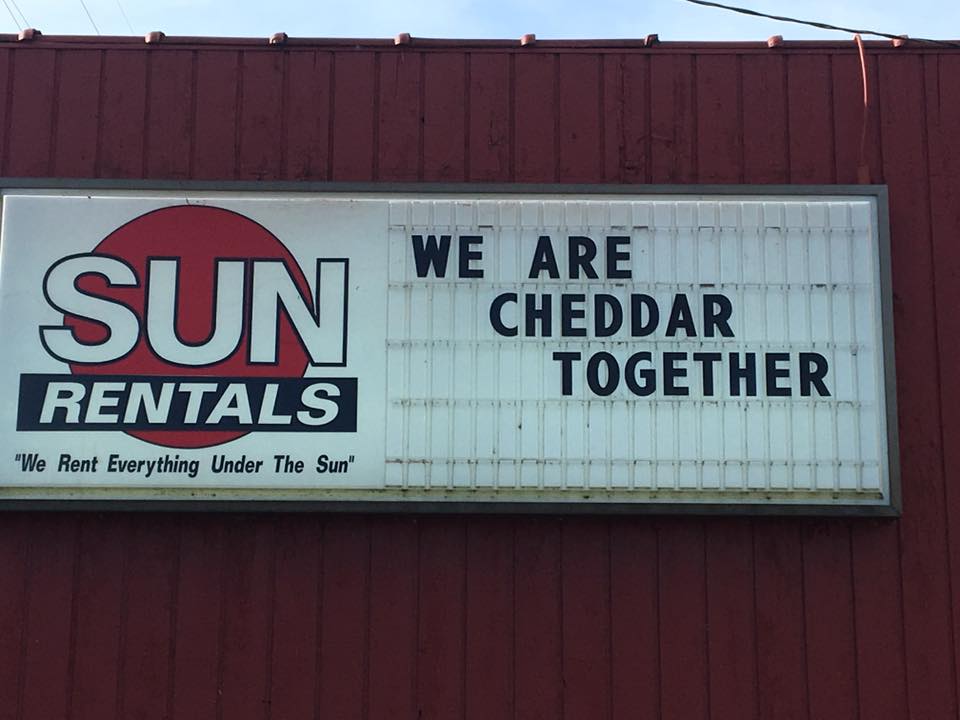 SUN
RENTALS
"We Rent Everything Under The Sun"
WE ARE
CHEDDAR
TOGETHER